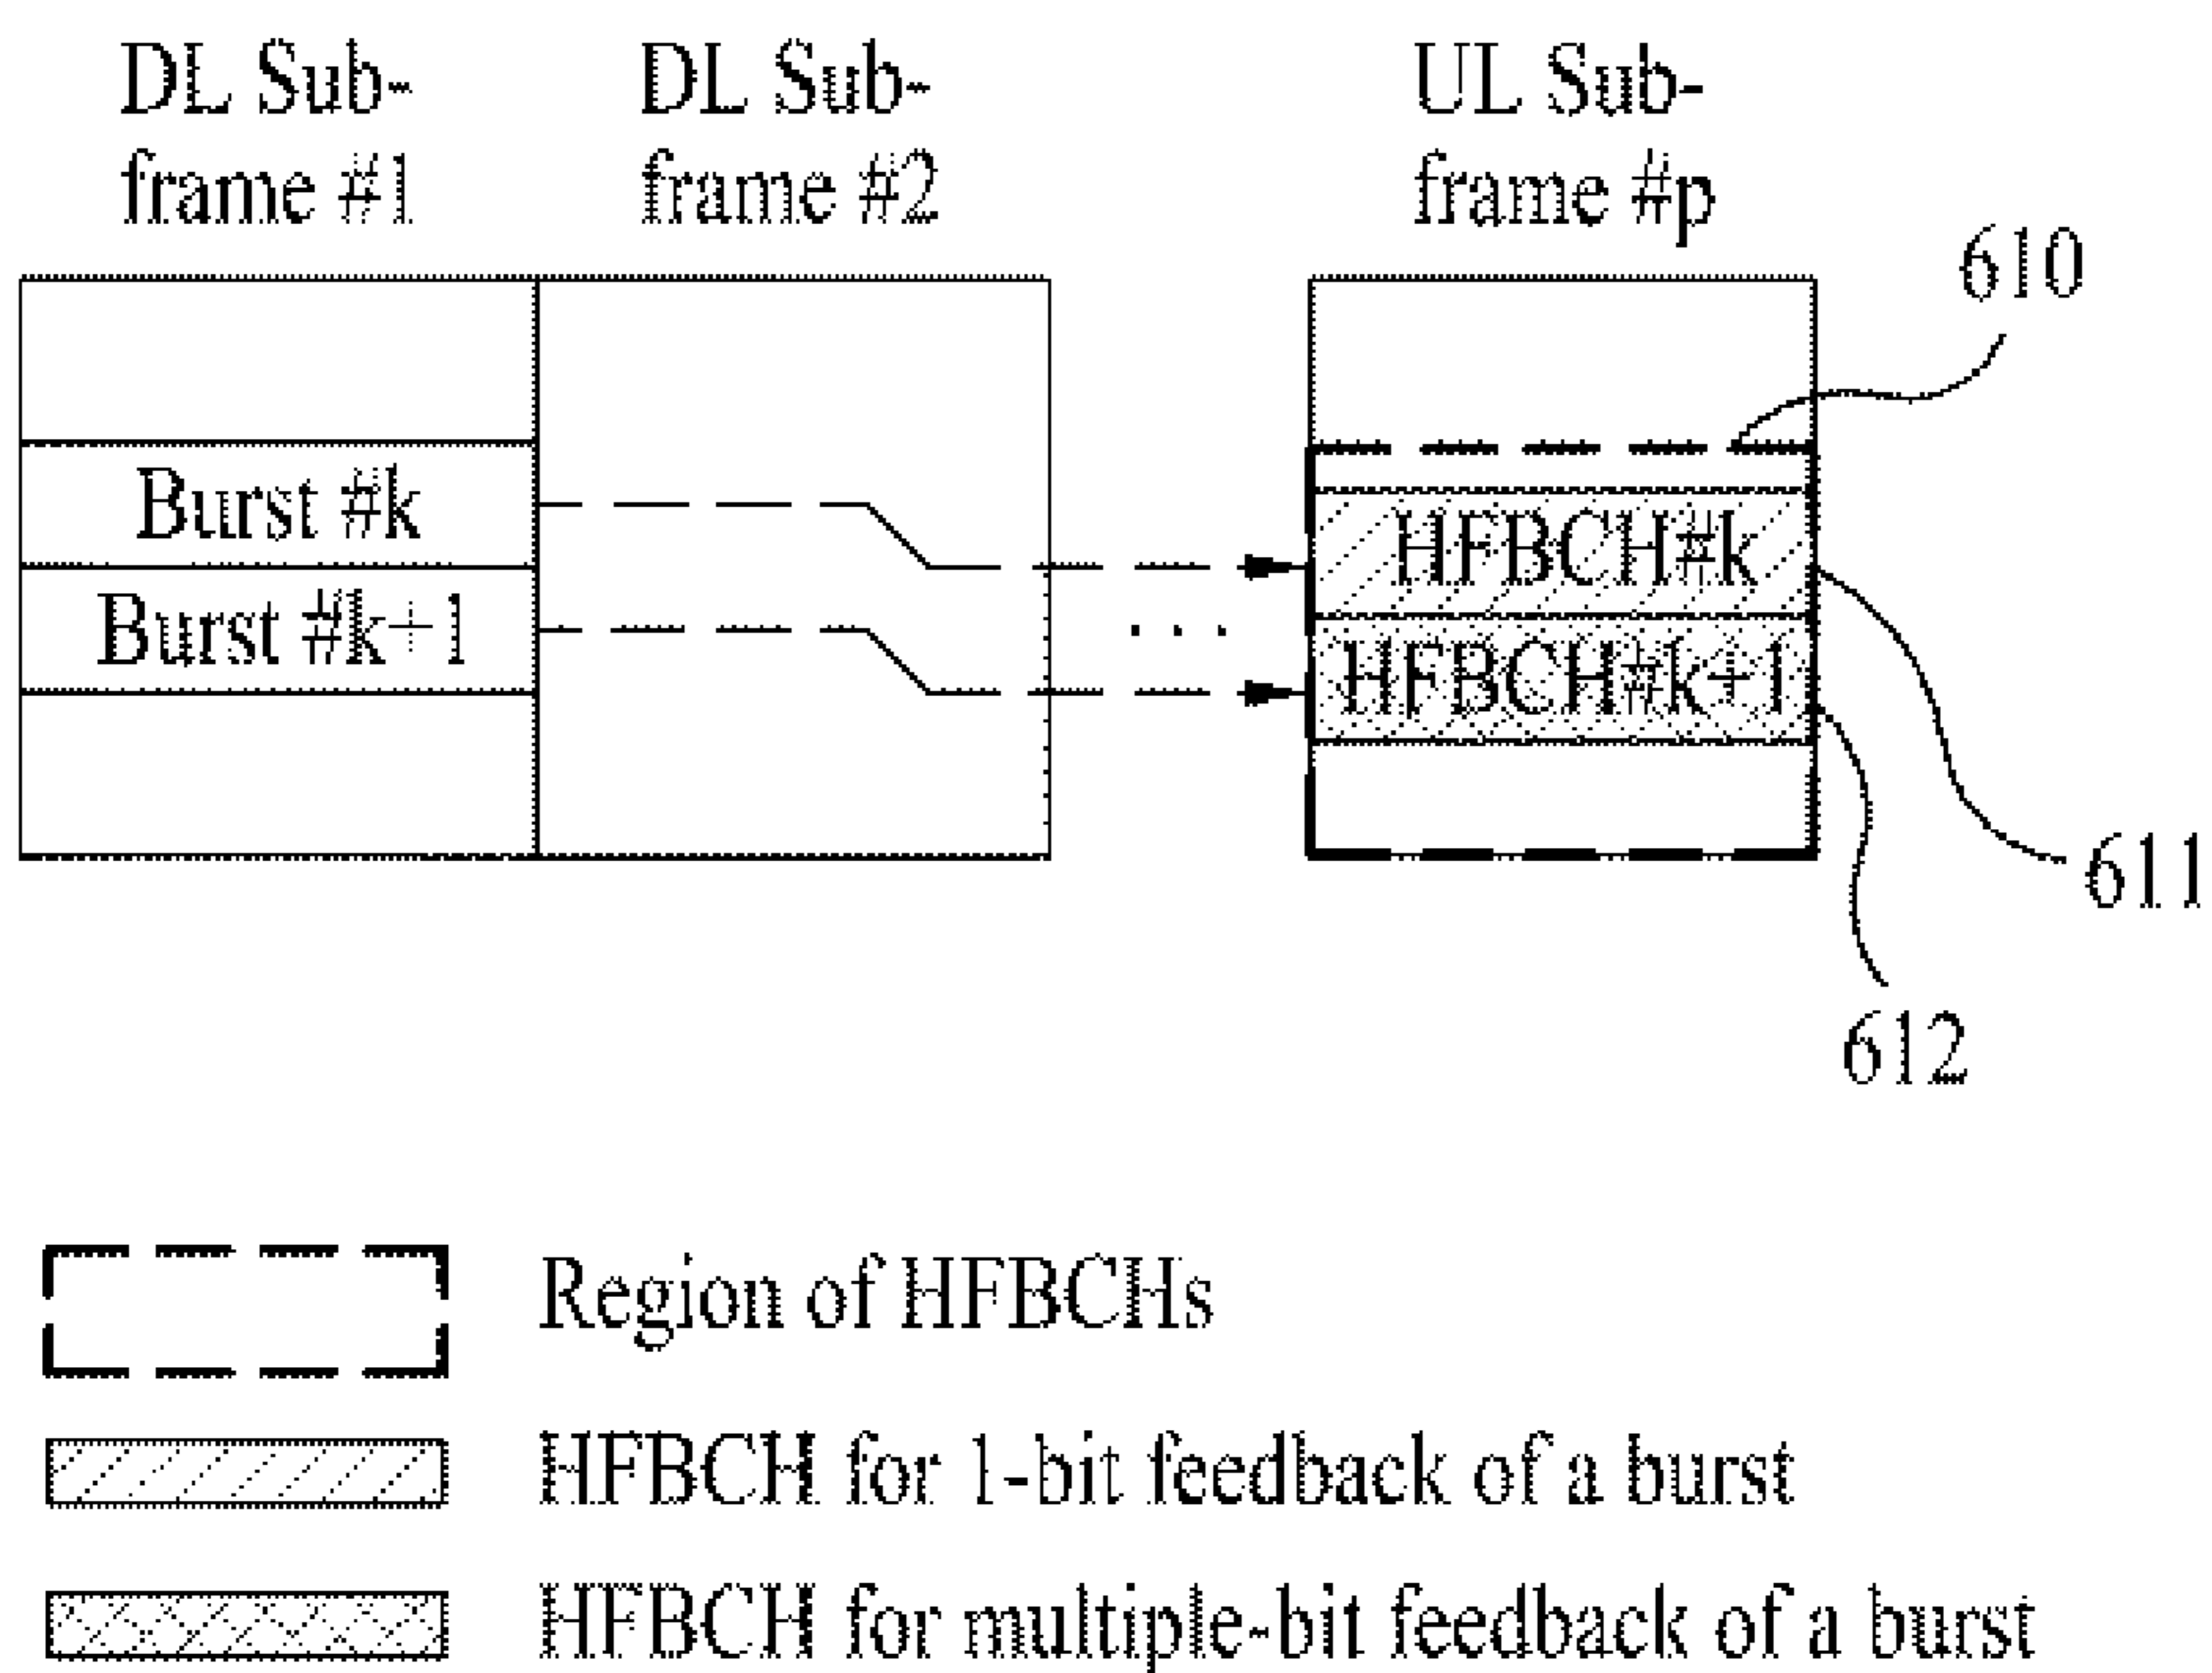 DL Sub-
frame #1
DL Sub-
frame #2
UL Sub-
frame #p
610
Burst #k
HFBCH#k
Burst #k+1
...
HFBCH#k+1
611
612
Region of HFBCHs
HFBCH for 1-bit feedback of a burst
HFBCH for multiple-bit feedback of a burst